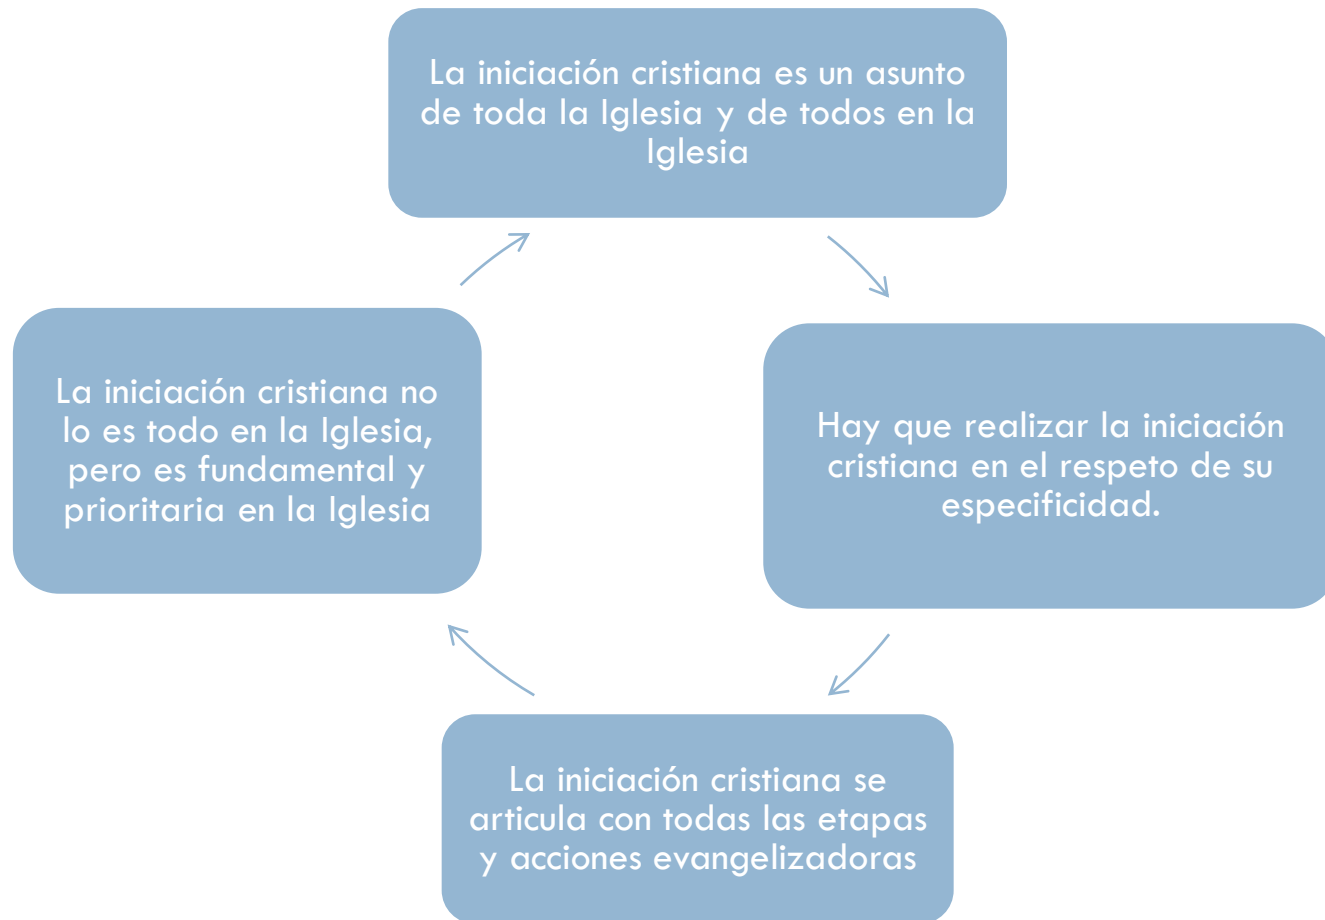 La iniciación cristiana es un asunto
de toda la Iglesia y de todos en la
Iglesia
Hay que realizar la iniciación
cristiana en el respeto de su
especificidad.
La iniciación cristiana se
articula con todas las etapas
y acciones evangelizadoras
La iniciación cristiana no
lo es todo en la Iglesia,
pero es fundamental y
prioritaria en la Iglesia